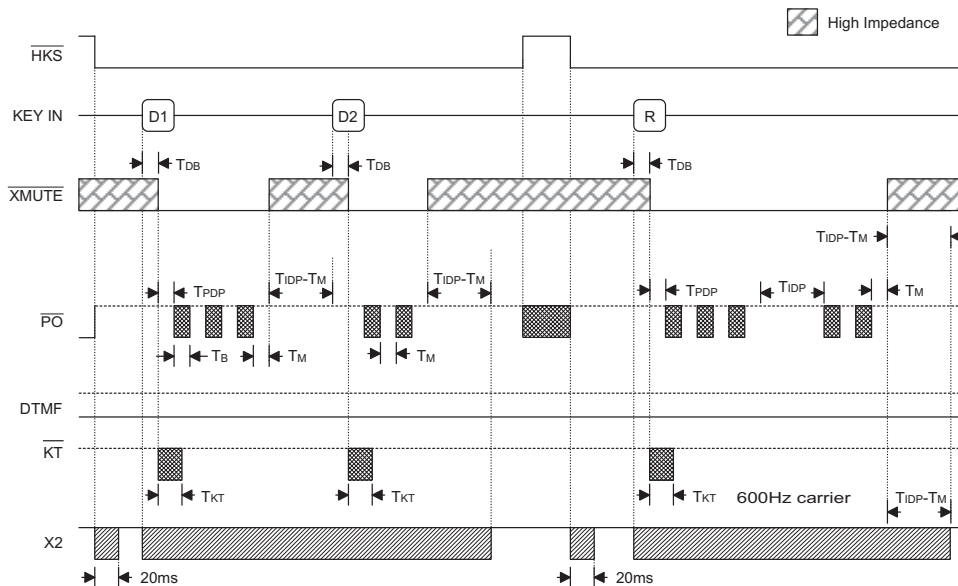 High Impedance
HKS
KEY IN D1 D2 R
TDB TDB TDB
XMUTE
TIDP-TM
TPDP TIDP-TM TIDP-TM TPDP TIDP TM
PO
TB TM TM
DTMF
KT
TKT TKT TKT 600Hz carrier TIDP-TM
X2
20ms 20ms